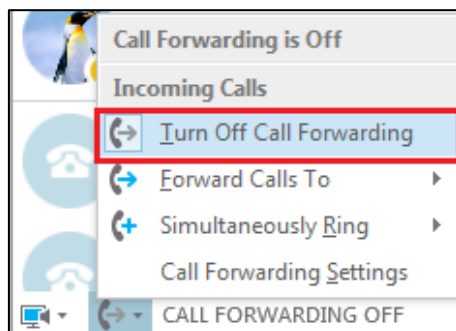 Call Forwarding is Off
Incoming Calls
Turn Off Call Forwarding
Forward Calls To
Simultaneously Ring
Call Forwarding Settings
CALL FORWARDING OFF